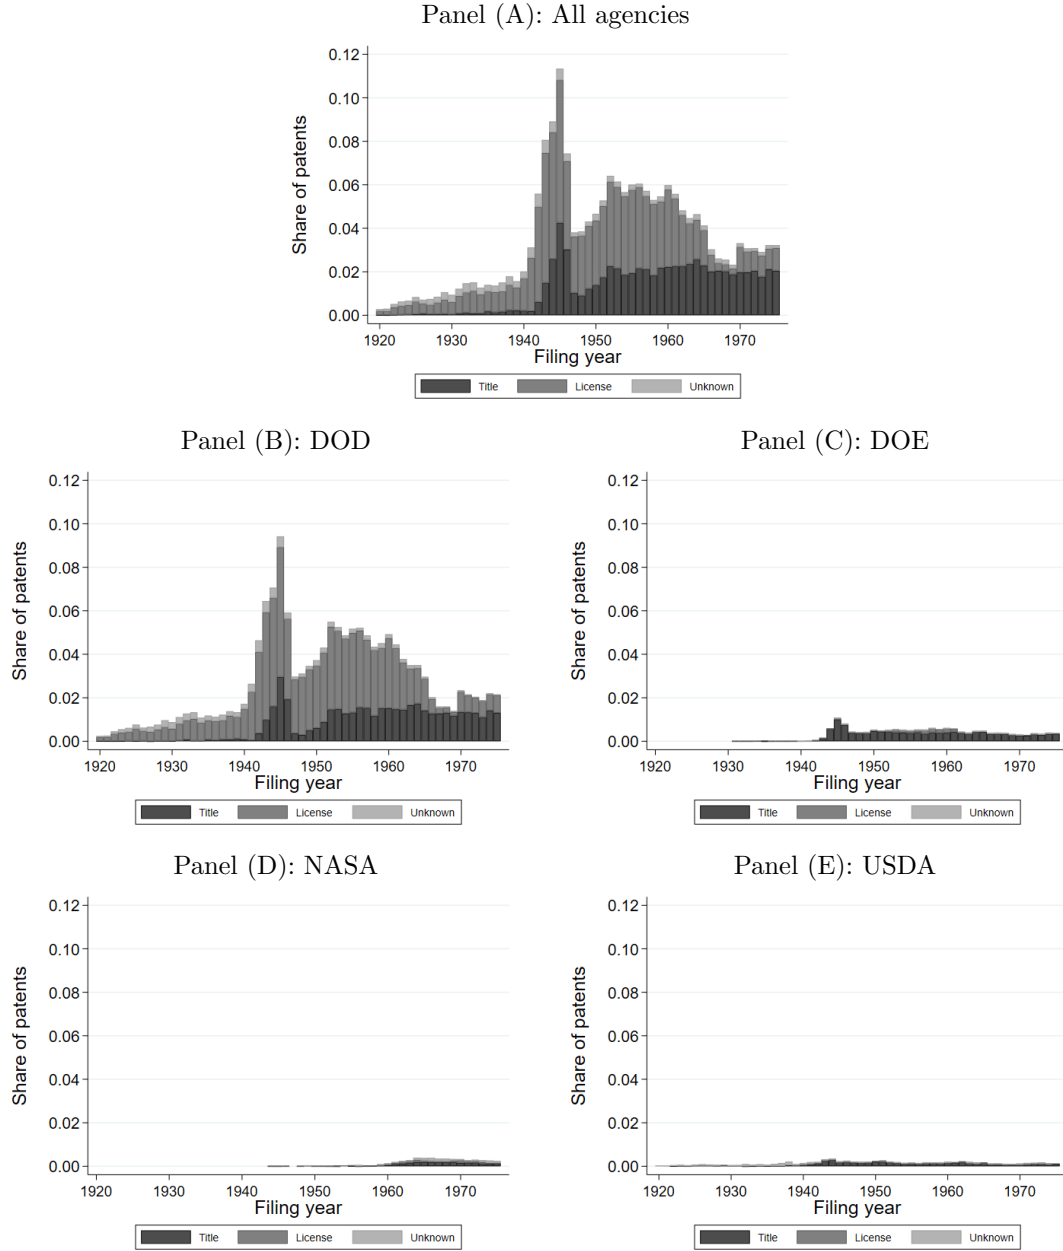 Panel (A): All agencies
0.12
0.10
0.08
0.06
0.04
0.02
0.00
Share of patents
1920 1930 1940 1950 1960 1970
Filing year
Title License Unknown
Panel (B): DOD
0.12
0.10
0.08
0.06
0.04
0.02
0.00
Share of patents
1920 1930 1940 1950 1960 1970
Filing year
Title License Unknown
Panel (C): DOE
0.12
0.10
0.08
0.06
0.04
0.02
0.00
Share of patents
1920 1930 1940 1950 1960 1970
Filing year
Title License Unknown
Panel (D): NASA
0.12
0.10
0.08
0.06
0.04
0.02
0.00
Share of patents
1920 1930 1940 1950 1960 1970
Filing year
Title License Unknown
Panel (E): USDA
0.12
0.10
0.08
0.06
0.04
0.02
0.00
Share of patents
1920 1930 1940 1950 1960 1970
Filing year
Title License Unknown